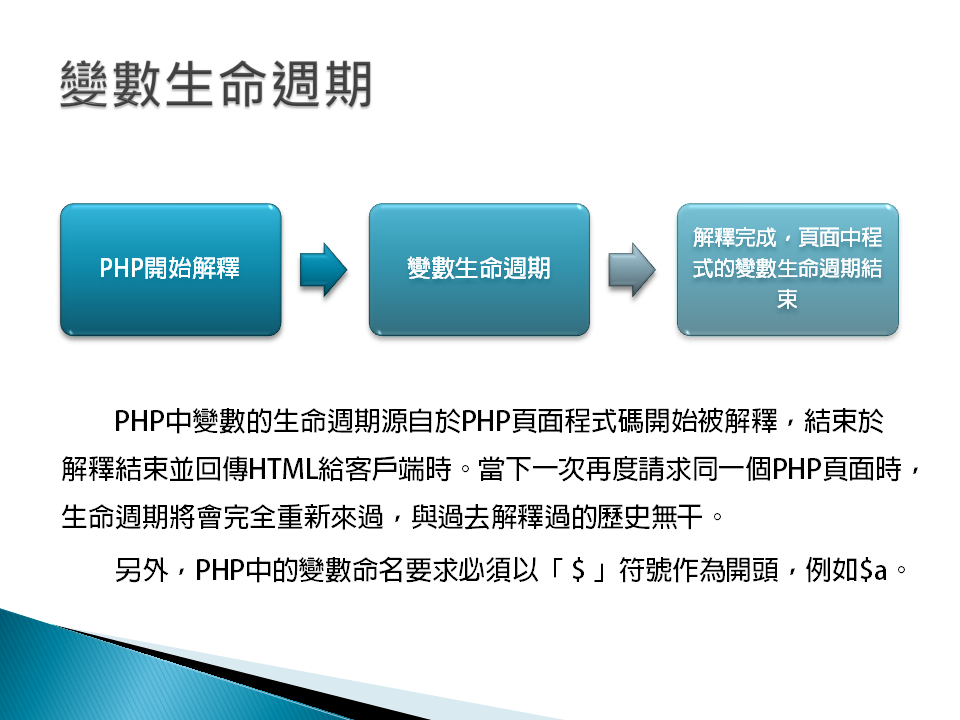 變數生命週期
PHP開始解釋
變數生命週期
解釋完成，頁面中程
式的變數生命週期結
束
PHP中變數的生命週期源自於PHP頁面程式碼開始被解釋，結束於
解釋結束並回傳HTML給客戶端時。當下一次再度請求同一個PHP頁面時，
生命週期將會完全重新來過，與過去解釋過的歷史無干。
另外，PHP中的變數命名要求必須以「＄」符號作為開頭，例如$a。